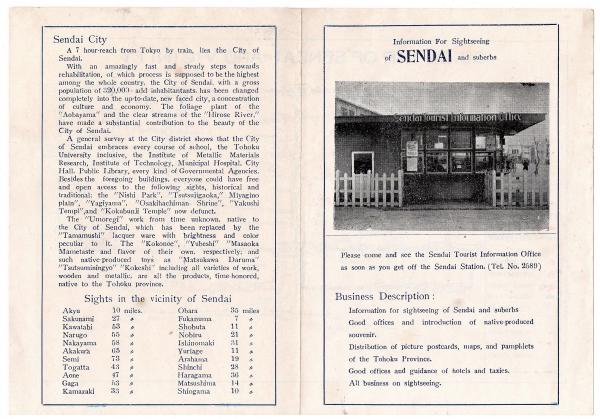 Sendai City
A 7 hour-reach from Tokyo by train, lies the City of
Sendai.
With an amazingly fast and steady steps towards
rehabilitation, of which process is supposed to be the highest
among the whole country, the City of Sendai, with a gross
population of 320,000 add inhabitantants, has been changed
completely into the up-to-date, new faced city, a concentration
of culture and economy. The foliage plant of the
"Aobayama" and the clear streams of the "Hirose River,"
have made a substantial contribution to the beauty of the
City of Sendai.
A general survey at the City district shows that the City
of Sendai embraces every course of school, the Tohoku
University inclusive, the Institute of Metallic Materials
Research, Institute of Technology, Municipal Hospital, City
Hall, Public Library, every kind of Governmental Agencies.
Besides the foregoing buildings, everyone could have free
and open access to the following sights, historical and
traditional: the "Nishi Park", "Tsutsujigaoka," Miyagino
plain", "Yagiyama", "Osakihachiman Shrine", "Yakushi
Templ",and "Kokubunji Temple" now defunct.
The "Umoregi" work from time unknown, native to
the City of Sendai, which has been replaced by the
"Tamamushi" lacquer ware with brightness and color
peculiar to it. The "Kokonoe", "Yubeshi" "Masaoka
Mametaste and flavor of their own, respectively; and
such native-produced toys as "Matsukawa Daruma"
"Tsutsuminingyo" "Kokeshi" including all varieties of work,
wooden and metallic, are all the products, time-honored,
native to the Tohoku province.
Sights in the vicinity of Sendai
Akyu 10 miles. Ohara 35 miles
Sakunami 27 〃 Fukanuma 7 〃
Kawatabi 53 〃 Shobuta 11 〃
Narugo 55 〃 Nobiru 21 〃
Nakayama 58 〃 Ishinomaki 31 〃
Akakura 65 〃 Yuriage 11 〃
Semi 73 〃 Arahama 19 〃
Togatta 43 〃 Shinchi 28 〃
Aone 47 〃 Haragama 36 〃
Gaga 53 〃 Matsushima 14 〃
Kamazaki 33 〃 Shiogama 10 〃
Information For Sightseeing
of SENDAI and suburbs
Sendai Tourist Information Office
Please come and see the Sendai Tourist Information Office
as soon as you get off the Sendai Station. (Tel. No. 2589)
Business Description :
Information for sightseeing of Sendai and suburbs
Good offices and introduction of native-produced
souvenir.
Distribution of picture postcards, maps, and pamphlets
of the Tohoku Province.
Good offices and guidance of hotels and taxies.
All business on sightseeing.